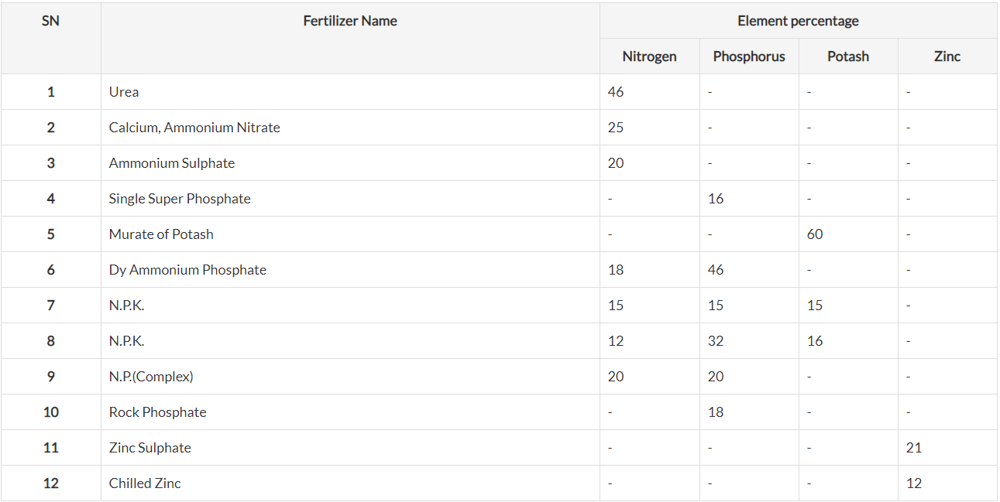 SN Fertilizer Name Element percentage
Nitrogen Phosphorus Potash Zinc
1 Urea 46 - - -
2 Calcium, Ammonium Nitrate 25 - - -
3 Ammonium Sulphate 20 - - -
4 Single Super Phosphate - 16 - -
5 Murate of Potash - - 60 -
6 Dy Ammonium Phosphate 18 46 - -
7 N.P.K. 15 15 15 -
8 N.P.K. 12 32 16 -
9 N.P.(Complex) 20 20 - -
10 Rock Phosphate - 18 - -
11 Zinc Sulphate - - - 21
12 Chilled Zinc - - - 12